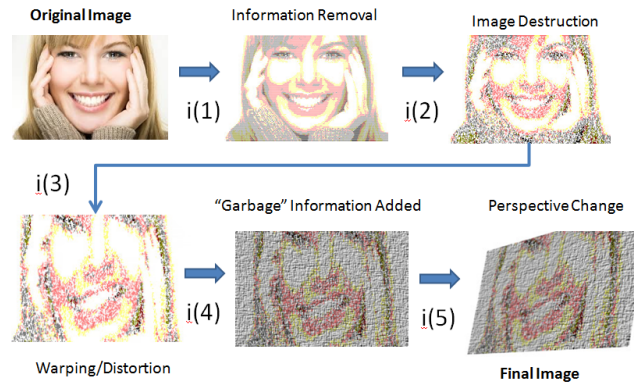 Original Image
Information Removal
Image Destruction
i(1)
i(2)
i(3)
"Garbage" Information Added
Perspective Change
i(4)
i(5)
Warping/Distortion
Final Image